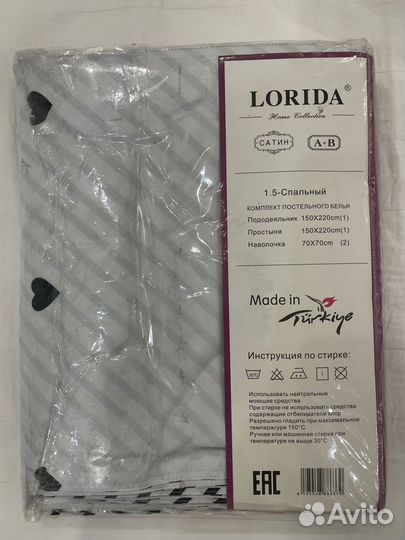 LORIDA®
Home Collection
САТИН
A+B
1.5-Спальный
КОМПЛЕКТ ПОСТЕЛЬНОГО БЕЛЬЯ
Пододеяльник 150X220cm(1)
Простыня 150X220cm(1)
Наволочка 70X70cm (2)
Made in Türkiye
Инструкция по стирке:
Использовать нейтральные
моющие средства
При стирке не использовать средства
содержащие отбеливатели хлор
Разрешено гладить при максимальной
температуре 150°C
Ручная или машинная стирка при
температуре не выше 30°C
EAC
Avito